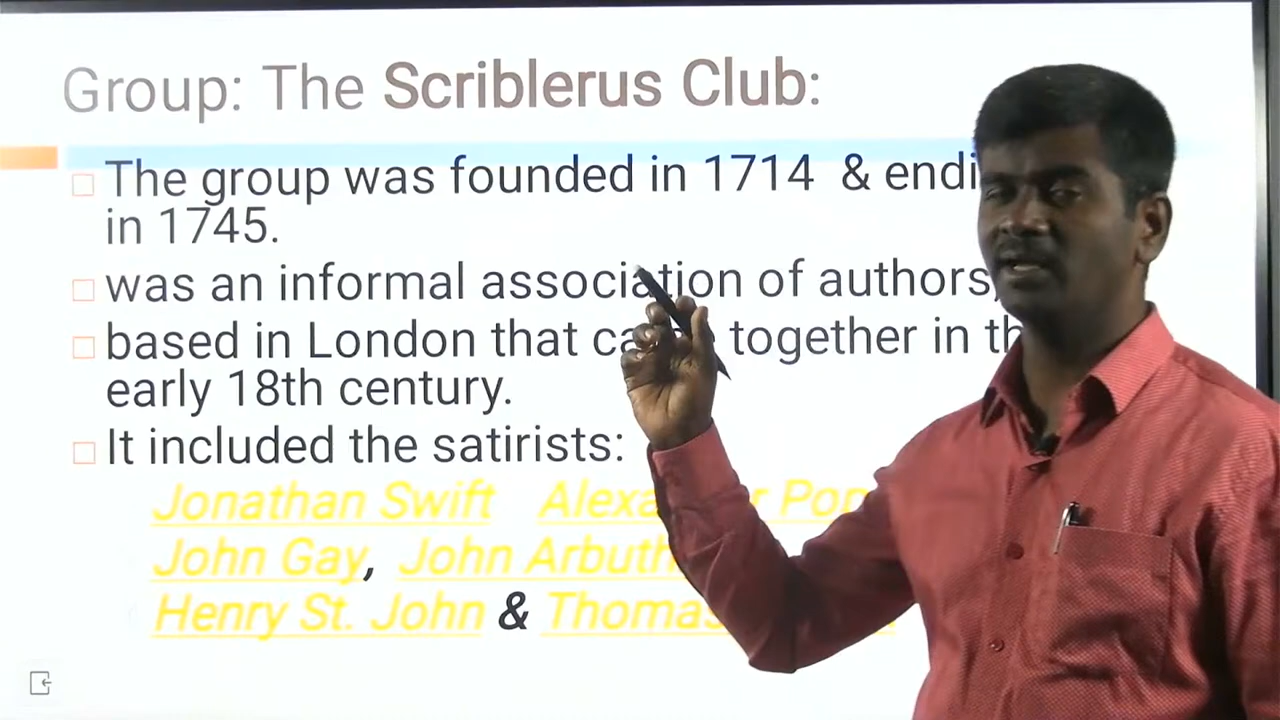 Group: The Scriblerus Club:
The group was founded in 1714 & endi
in 1745.
was an informal association of authors,
based in London that ca together in th
early 18th century.
It included the satirists:
Jonathan Swift Alexa r Pop
John Gay, John Arbuth
Henry St. John & Thomas